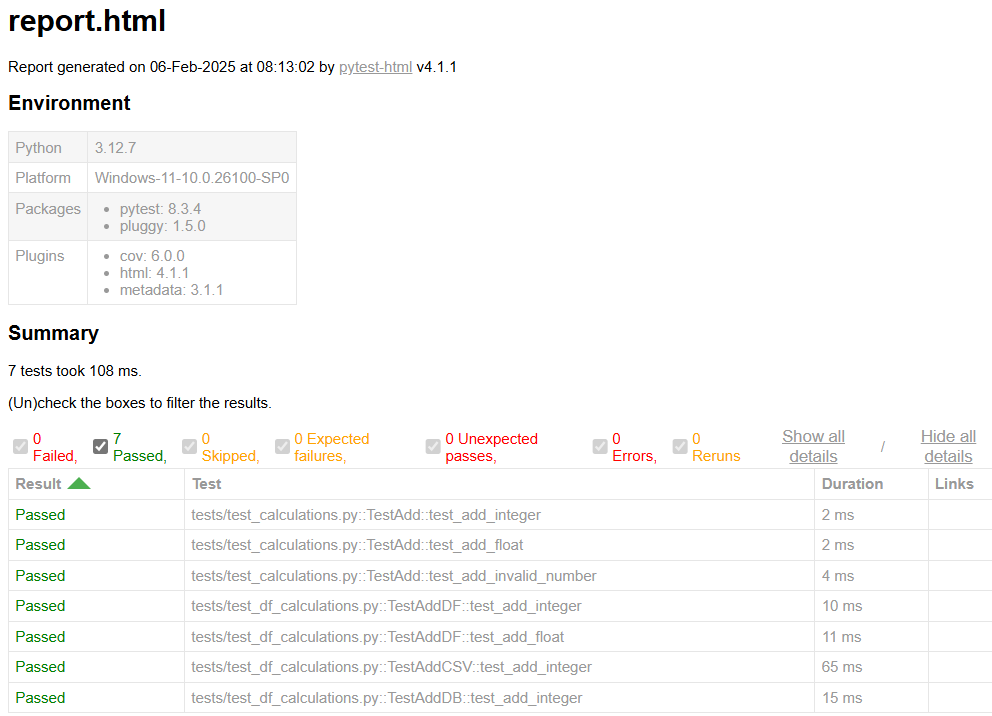 report.html
Report generated on 06-Feb-2025 at 08:13:02 by pytest-html v4.1.1
Environment
Python 3.12.7
Platform Windows-11-10.0.26100-SP0
Packages
pytest: 8.3.4
pluggy: 1.5.0
Plugins
cov: 6.0.0
html: 4.1.1
metadata: 3.1.1
Summary
7 tests took 108 ms.
(Un)check the boxes to filter the results.
0 Failed,
7 Passed,
0 Skipped,
0 Expected failures,
0 Unexpected passes,
0 Errors,
0 Reruns
Show all details / Hide all details
Result Test Duration Links
Passed tests/test_calculations.py::TestAdd::test_add_integer 2 ms
Passed tests/test_calculations.py::TestAdd::test_add_float 2 ms
Passed tests/test_calculations.py::TestAdd::test_add_invalid_number 4 ms
Passed tests/test_df_calculations.py::TestAddDF::test_add_integer 10 ms
Passed tests/test_df_calculations.py::TestAddDF::test_add_float 11 ms
Passed tests/test_df_calculations.py::TestAddCSV::test_add_integer 65 ms
Passed tests/test_df_calculations.py::TestAddDB::test_add_integer 15 ms